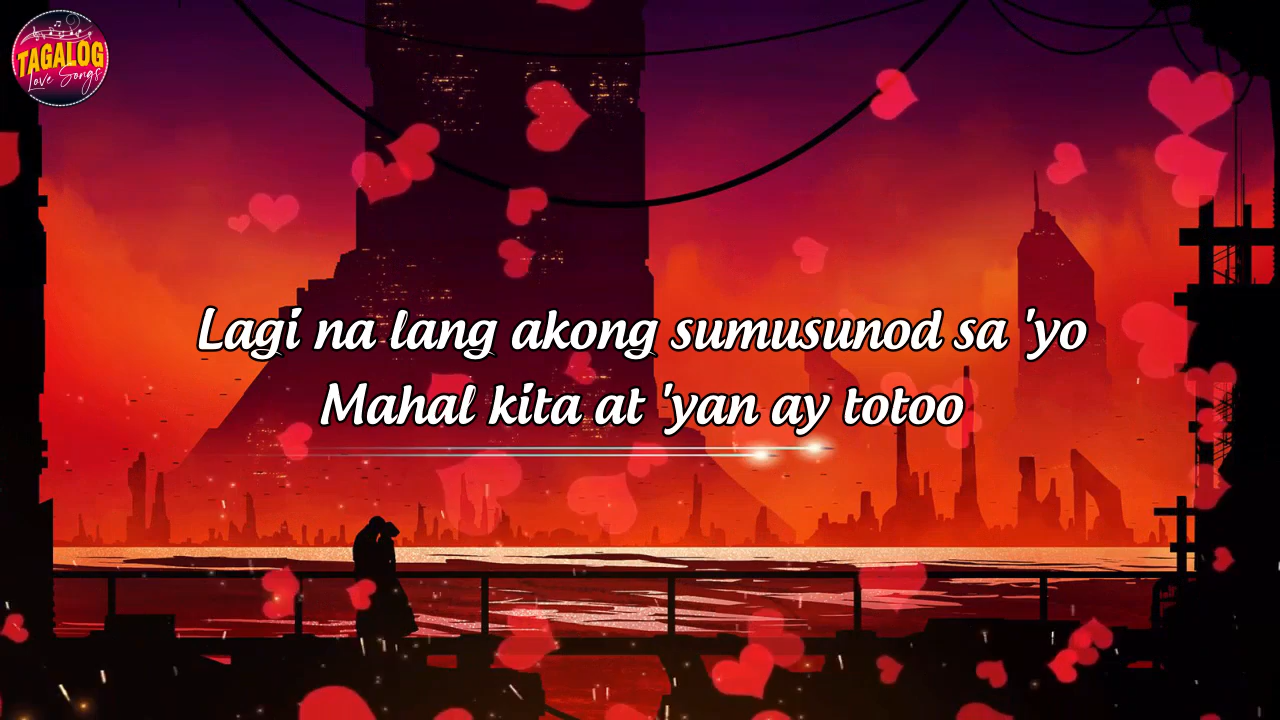 TAGALOG
Love Songs
Lagi na lang akong sumusunod sa 'yo
Mahal kita at 'yan ay totoo